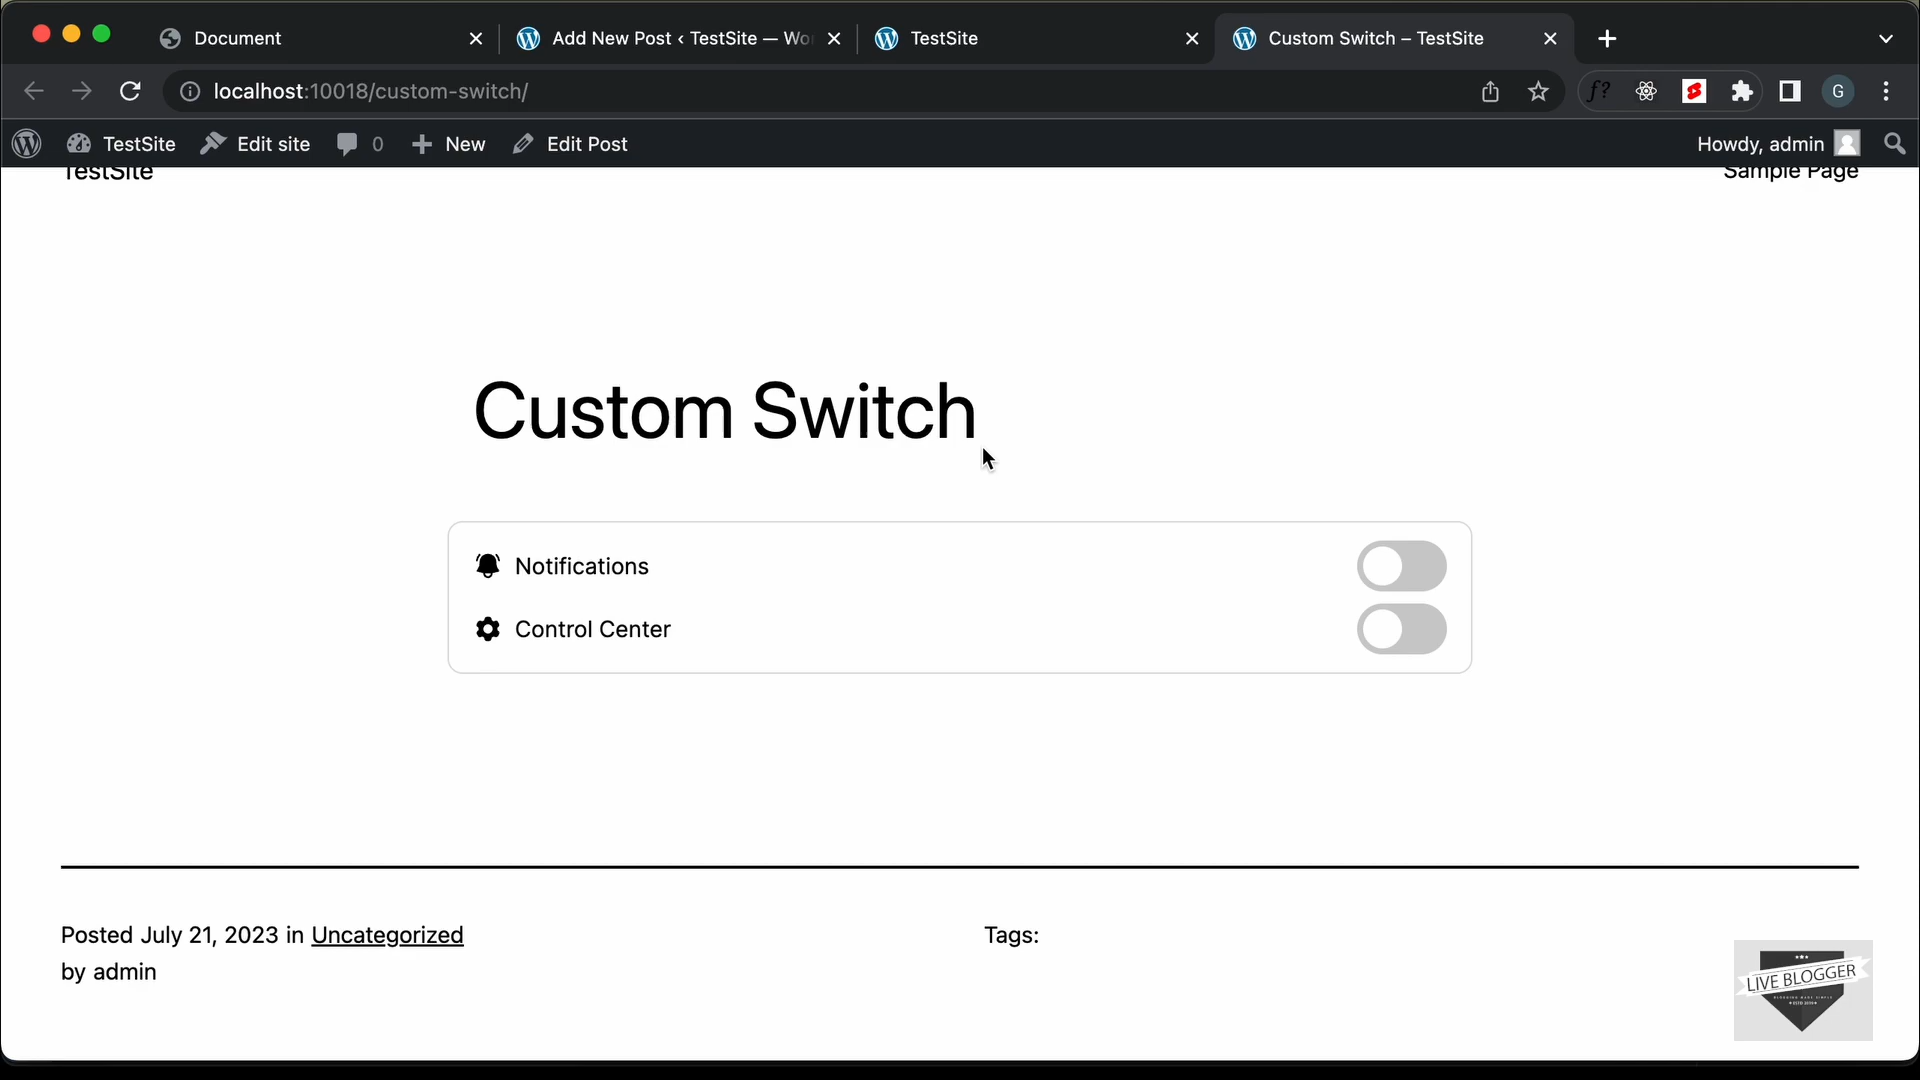 Document
Add New Post ‹ TestSite — Wo
TestSite
Custom Switch – TestSite
localhost:10018/custom-switch/
f?
G
TestSite
Edit site
0
New
Edit Post
Howdy, admin
TestSite
Sample Page
Custom Switch
Notifications
Control Center
Posted July 21, 2023 in Uncategorized
by admin
Tags:
LIVE BLOGGER